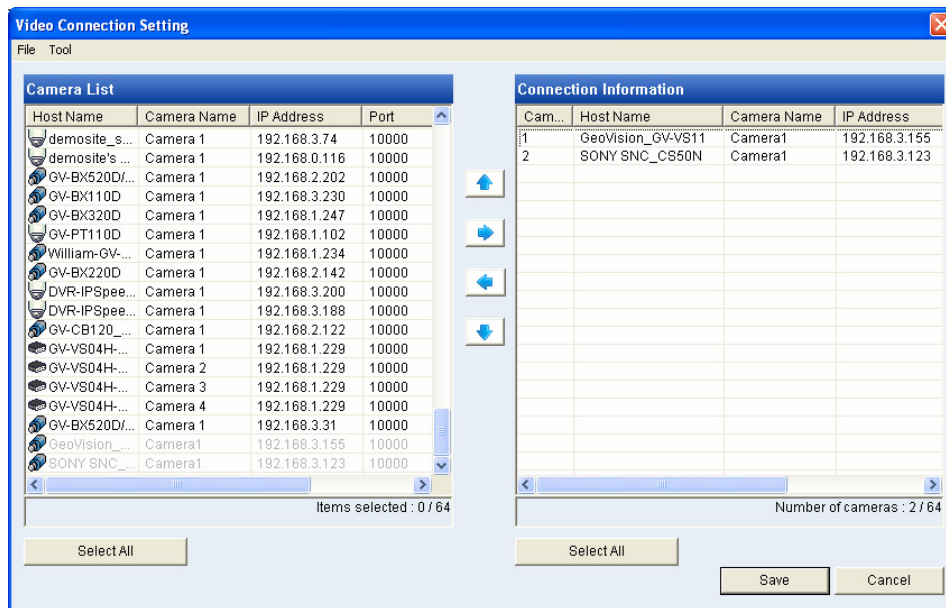 Video Connection Setting
File Tool
Camera List
Host Name Camera Name IP Address Port
demosite_s... Camera 1 192.168.3.74 10000
demosite's ... Camera 1 192.168.0.116 10000
GV-BX520D/... Camera 1 192.168.2.202 10000
GV-BX110D Camera 1 192.168.3.230 10000
GV-BX320D Camera 1 192.168.1.247 10000
GV-PT110D Camera 1 192.168.1.102 10000
William-GV-... Camera 1 192.168.1.234 10000
GV-BX220D Camera 1 192.168.2.142 10000
DVR-IPSpee... Camera 1 192.168.3.200 10000
DVR-IPSpee... Camera 1 192.168.3.188 10000
GV-CB120_... Camera 1 192.168.2.122 10000
GV-VS04H-... Camera 1 192.168.1.229 10000
GV-VS04H-... Camera 2 192.168.1.229 10000
GV-VS04H-... Camera 3 192.168.1.229 10000
GV-VS04H-... Camera 4 192.168.1.229 10000
GV-BX520D/... Camera 1 192.168.3.31 10000
GeoVision_... Camera1 192.168.3.155 10000
SONY SNC_... Camera1 192.168.3.123 10000
Items selected : 0 / 64
Select All
Connection Information
Cam... Host Name Camera Name IP Address
1 GeoVision_GV-VS11 Camera1 192.168.3.155
2 SONY SNC_CS50N Camera1 192.168.3.123
Number of cameras : 2 / 64
Select All
Save Cancel